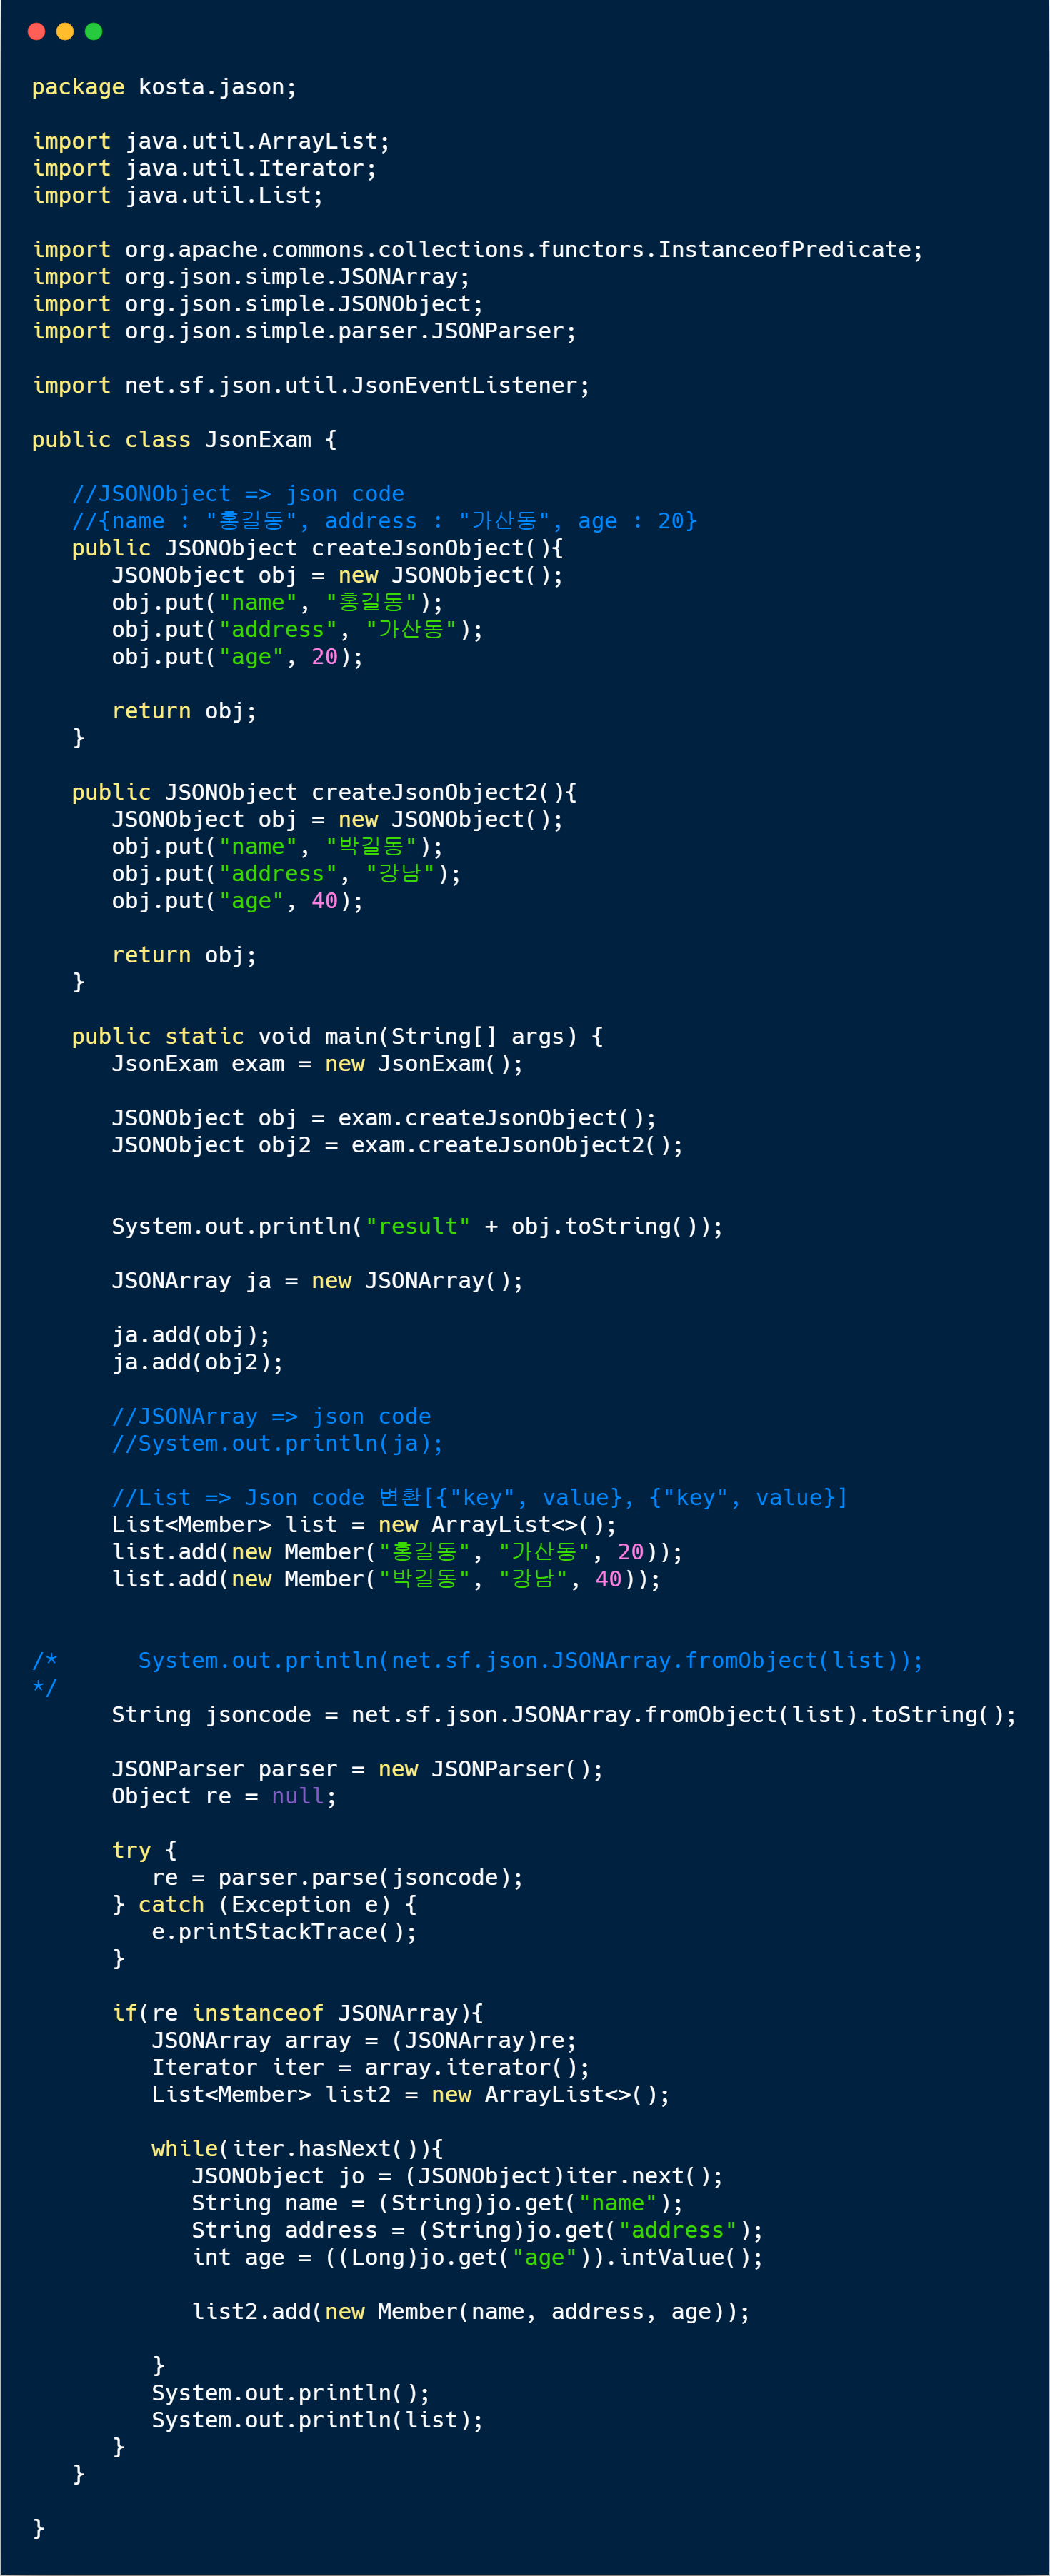 package kosta.jason;

import java.util.ArrayList;
import java.util.Iterator;
import java.util.List;

import org.apache.commons.collections.functors.InstanceofPredicate;
import org.json.simple.JSONArray;
import org.json.simple.JSONObject;
import org.json.simple.parser.JSONParser;

import net.sf.json.util.JsonEventListener;

public class JsonExam {

   //JSONObject => json code
   //{name : "홍길동", address : "가산동", age : 20}
   public JSONObject createJsonObject(){
      JSONObject obj = new JSONObject();
      obj.put("name", "홍길동");
      obj.put("address", "가산동");
      obj.put("age", 20);

      return obj;
   }

   public JSONObject createJsonObject2(){
      JSONObject obj = new JSONObject();
      obj.put("name", "박길동");
      obj.put("address", "강남");
      obj.put("age", 40);

      return obj;
   }

   public static void main(String[] args) {
      JsonExam exam = new JsonExam();

      JSONObject obj = exam.createJsonObject();
      JSONObject obj2 = exam.createJsonObject2();


      System.out.println("result" + obj.toString());

      JSONArray ja = new JSONArray();

      ja.add(obj);
      ja.add(obj2);

      //JSONArray => json code
      //System.out.println(ja);

      //List => Json code 변환[{"key", value}, {"key", value}]
      List<Member> list = new ArrayList<>();
      list.add(new Member("홍길동", "가산동", 20));
      list.add(new Member("박길동", "강남", 40));


/*      System.out.println(net.sf.json.JSONArray.fromObject(list));
*/
      String jsoncode = net.sf.json.JSONArray.fromObject(list).toString();

      JSONParser parser = new JSONParser();
      Object re = null;

      try {
         re = parser.parse(jsoncode);
      } catch (Exception e) {
         e.printStackTrace();
      }

      if(re instanceof JSONArray){
         JSONArray array = (JSONArray)re;
         Iterator iter = array.iterator();
         List<Member> list2 = new ArrayList<>();

         while(iter.hasNext()){
            JSONObject jo = (JSONObject)iter.next();
            String name = (String)jo.get("name");
            String address = (String)jo.get("address");
            int age = ((Long)jo.get("age")).intValue();

            list2.add(new Member(name, address, age));

         }
         System.out.println();
         System.out.println(list);
      }
   }

}